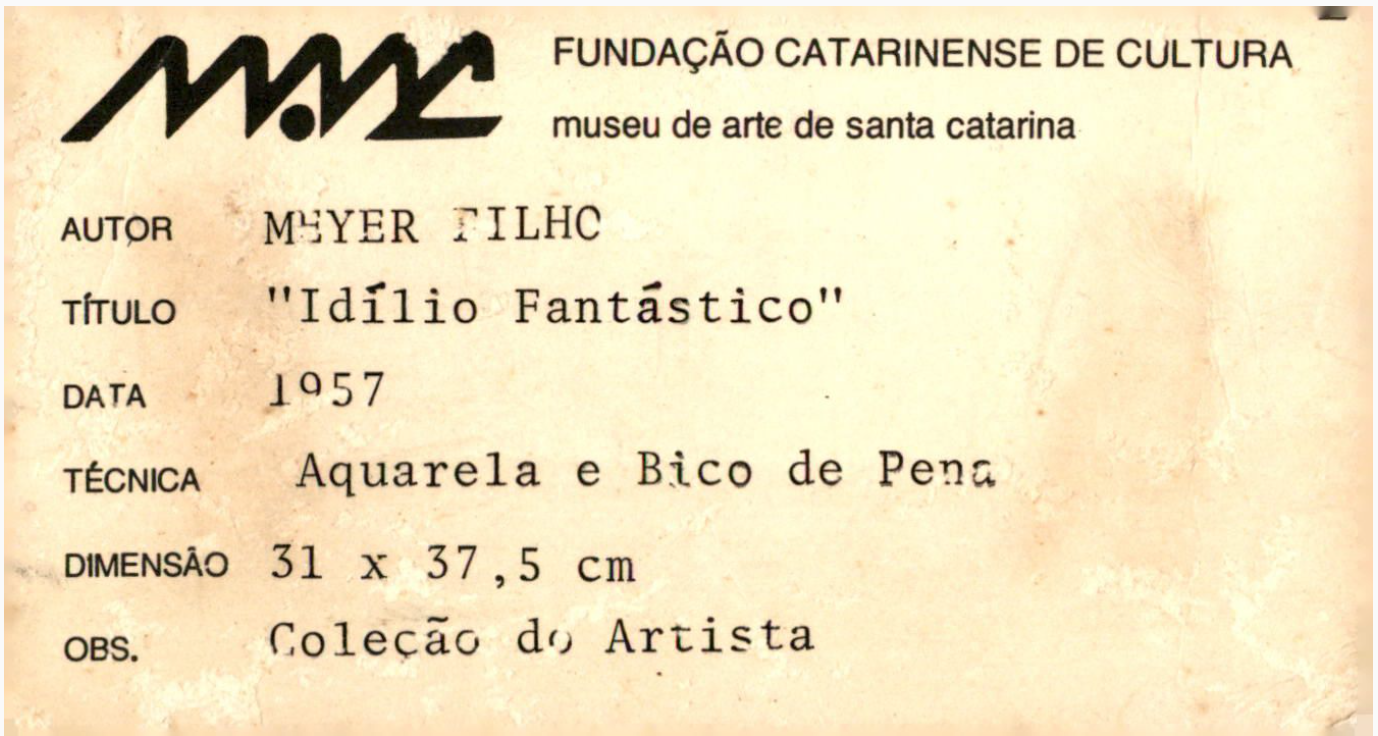 FUNDAÇÃO CATARINENSE DE CULTURA
museu de arte de santa catarina
AUTOR MEYER FILHO
TÍTULO "Idílio Fantástico"
DATA 1957
TÉCNICA Aquarela e Bico de Pena
DIMENSÃO 31 x 37,5 cm
OBS. Coleção do Artista